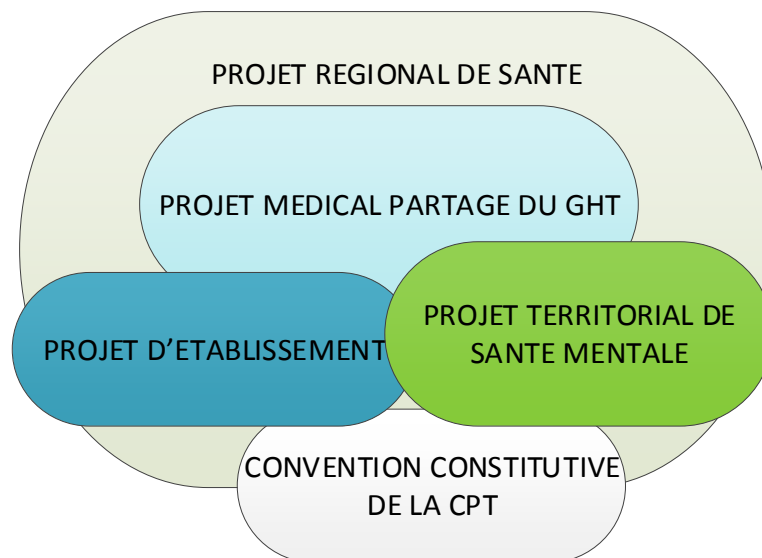 PROJET REGIONAL DE SANTE
PROJET MEDICAL PARTAGE DU GHT
PROJET D’ETABLISSEMENT
PROJET TERRITORIAL DE
SANTE MENTALE
CONVENTION CONSTITUTIVE
DE LA CPT